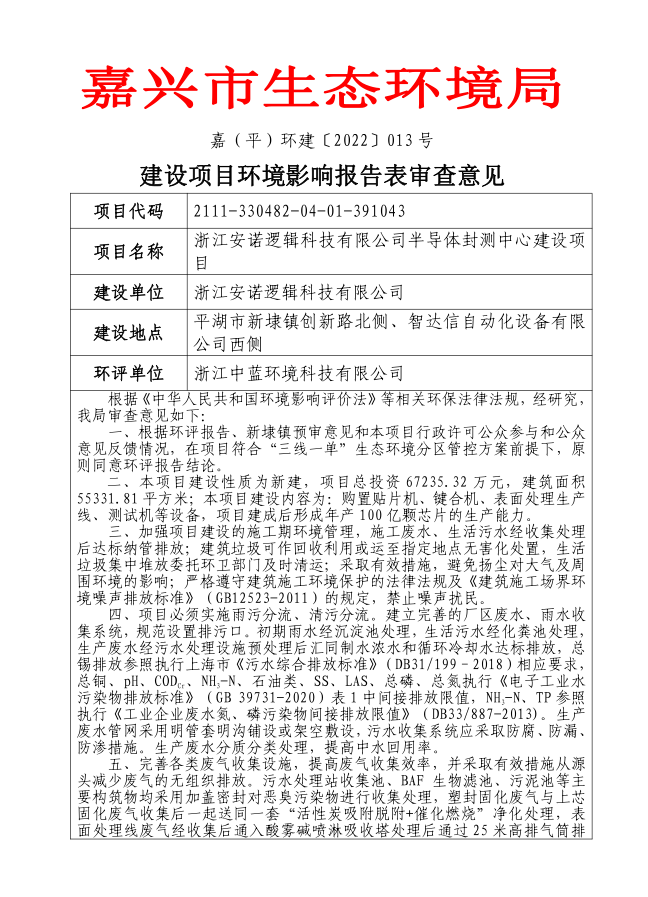 嘉兴市生态环境局
嘉（平）环建〔2022〕013号
建设项目环境影响报告表审查意见
项目代码 2111-330482-04-01-391043
项目名称 浙江安诺逻辑科技有限公司半导体封测中心建设项
目
建设单位 浙江安诺逻辑科技有限公司
建设地点 平湖市新埭镇创新路北侧、智达信自动化设备有限
公司西侧
环评单位 浙江中蓝环境科技有限公司
根据《中华人民共和国环境影响评价法》等相关环保法律法规，经研究，
我局审查意见如下：
一、根据环评报告、新埭镇预审意见和本项目行政许可公众参与和公众
意见反馈情况，在项目符合“三线一单”生态环境分区管控方案前提下，原
则同意环评报告结论。
二、本项目建设性质为新建，项目总投资 67235.32 万元，建筑面积
55331.81 平方米；本项目建设内容为：购置贴片机、键合机、表面处理生产
线、测试机等设备，项目建成后形成年产 100 亿颗芯片的生产能力。
三、加强项目建设的施工期环境管理，施工废水、生活污水经收集处理
后达标纳管排放；建筑垃圾可作回收利用或运至指定地点无害化处置，生活
垃圾集中堆放委托环卫部门及时清运；采取有效措施，避免扬尘对大气及周
围环境的影响；严格遵守建筑施工环境保护的法律法规及《建筑施工场界环
境噪声排放标准》（GB12523-2011）的规定，禁止噪声扰民。
四、项目必须实施雨污分流、清污分流。建立完善的厂区废水、雨水收
集系统，规范设置排污口。初期雨水经沉淀池处理，生活污水经化粪池处理，
生产废水经污水处理设施预处理后汇同制水浓水和循环冷却水达标排放，总
锡排放参照执行上海市《污水综合排放标准》（DB31/199-2018）相应要求，
总铜、pH、COD_Cr、NH₃-N、石油类、SS、LAS、总磷、总氮执行《电子工业水
污染物排放标准》（GB 39731-2020）表 1 中间接排放限值，NH₃-N、TP 参照
执行《工业企业废水氮、磷污染物间接排放限值》（DB33/887-2013)。生产
废水管网采用明管套明沟铺设或架空敷设，污水收集系统应采取防腐、防漏、
防渗措施。生产废水分质分类处理，提高中水回用率。
五、完善各类废气收集设施，提高废气收集效率，并采取有效措施从源
头减少废气的无组织排放。污水处理站收集池、BAF 生物滤池、污泥池等主
要构筑物均采用加盖密封对恶臭污染物进行收集处理，塑封固化废气与上芯
固化废气收集后一起送同一套“活性炭吸附脱附+催化燃烧”净化处理，表
面处理线废气经收集后通入酸雾碱喷淋吸收塔处理后通过 25 米高排气筒排